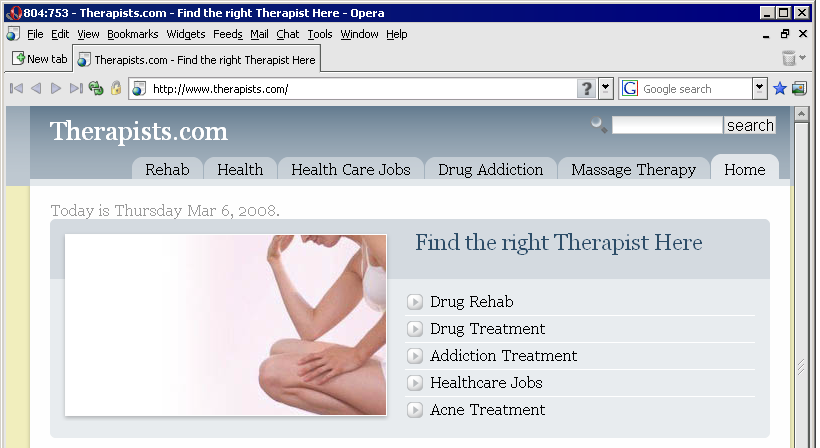 804:753 - Therapists.com - Find the right Therapist Here - Opera
File Edit View Bookmarks Widgets Feeds Mail Chat Tools Window Help
New tab Therapists.com - Find the right Therapist Here
http://www.therapists.com/ ? G Google search
Therapists.com search
Rehab Health Health Care Jobs Drug Addiction Massage Therapy Home
Today is Thursday Mar 6, 2008.
Find the right Therapist Here
Drug Rehab
Drug Treatment
Addiction Treatment
Healthcare Jobs
Acne Treatment